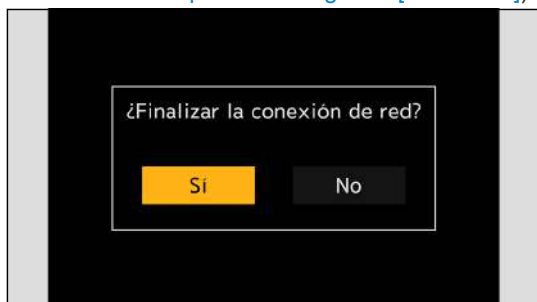 ¿Finalizar la conexión de red?
Sí
No